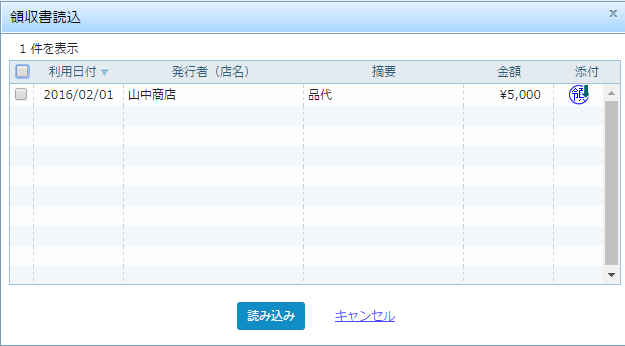 領収書読込 x
1 件を表示
利用日付▼ 発行者（店名） 摘要 金額 添付
2016/02/01 山中商店 品代 ¥5,000 領
読み込み キャンセル